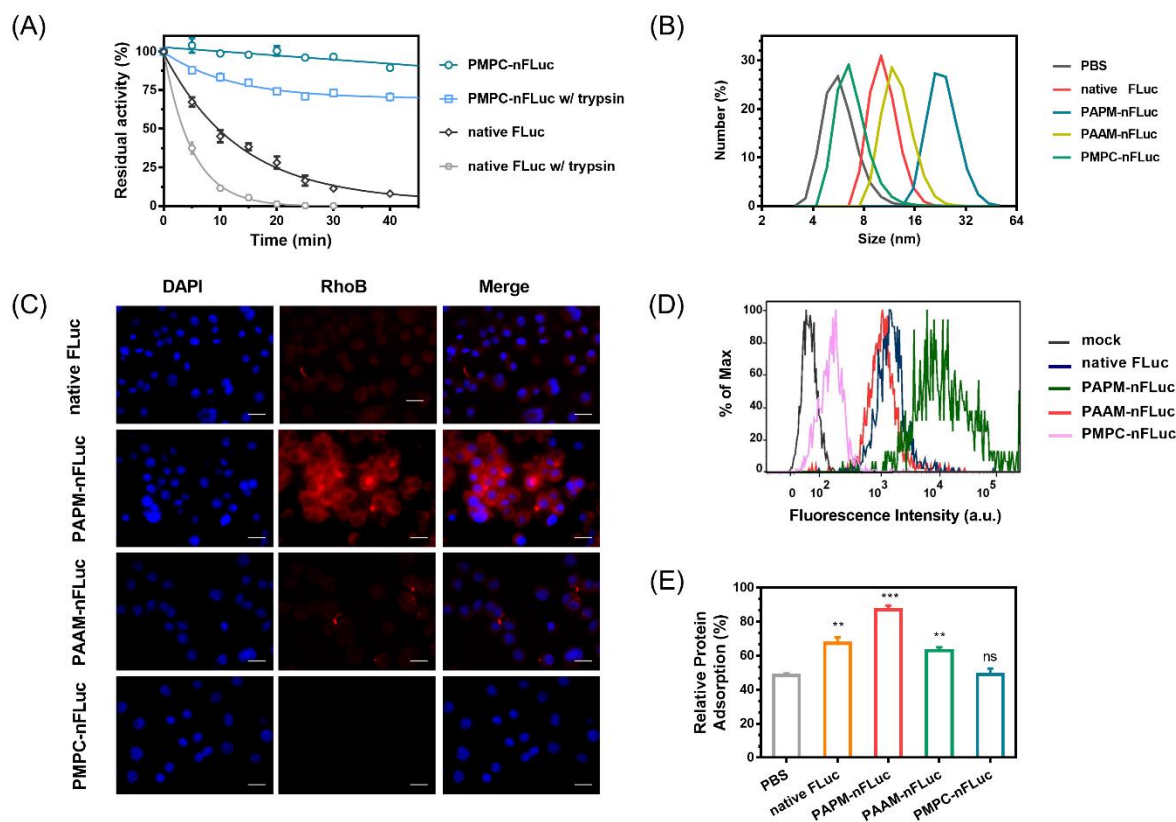 (A)
Residual activity (%)
100
75
50
25
0
0 10 20 30 40
Time (min)
PMPC-nFLuc
PMPC-nFLuc w/ trypsin
native FLuc
native FLuc w/ trypsin
(B)
Number (%)
30
20
10
0
2 4 8 16 32 64
Size (nm)
PBS
native FLuc
PAPM-nFLuc
PAAM-nFLuc
PMPC-nFLuc
(C)
DAPI RhoB Merge
native FLuc
PAPM-nFLuc
PAAM-nFLuc
PMPC-nFLuc
(D)
% of Max
100
80
60
40
20
0
0 10² 10³ 10⁴ 10⁵
Fluorescence Intensity (a.u.)
mock
native FLuc
PAPM-nFLuc
PAAM-nFLuc
PMPC-nFLuc
(E)
Relative Protein
Adsorption (%)
100
80
60
40
20
0
** *** ** ns
PBS
native FLuc
PAPM-nFLuc
PAAM-nFLuc
PMPC-nFLuc